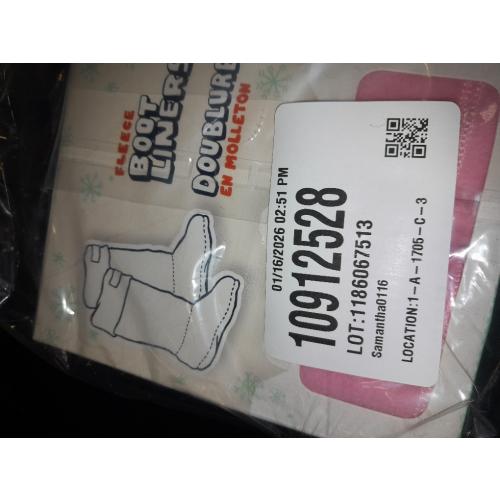 FLEECE
BOOT
LINERS
DOUBLURE
EN MOLLETON
01/16/2026 02:51 PM
10912528
LOT:1186067513
Samantha0116
LOCATION:1-A-1705-C-3